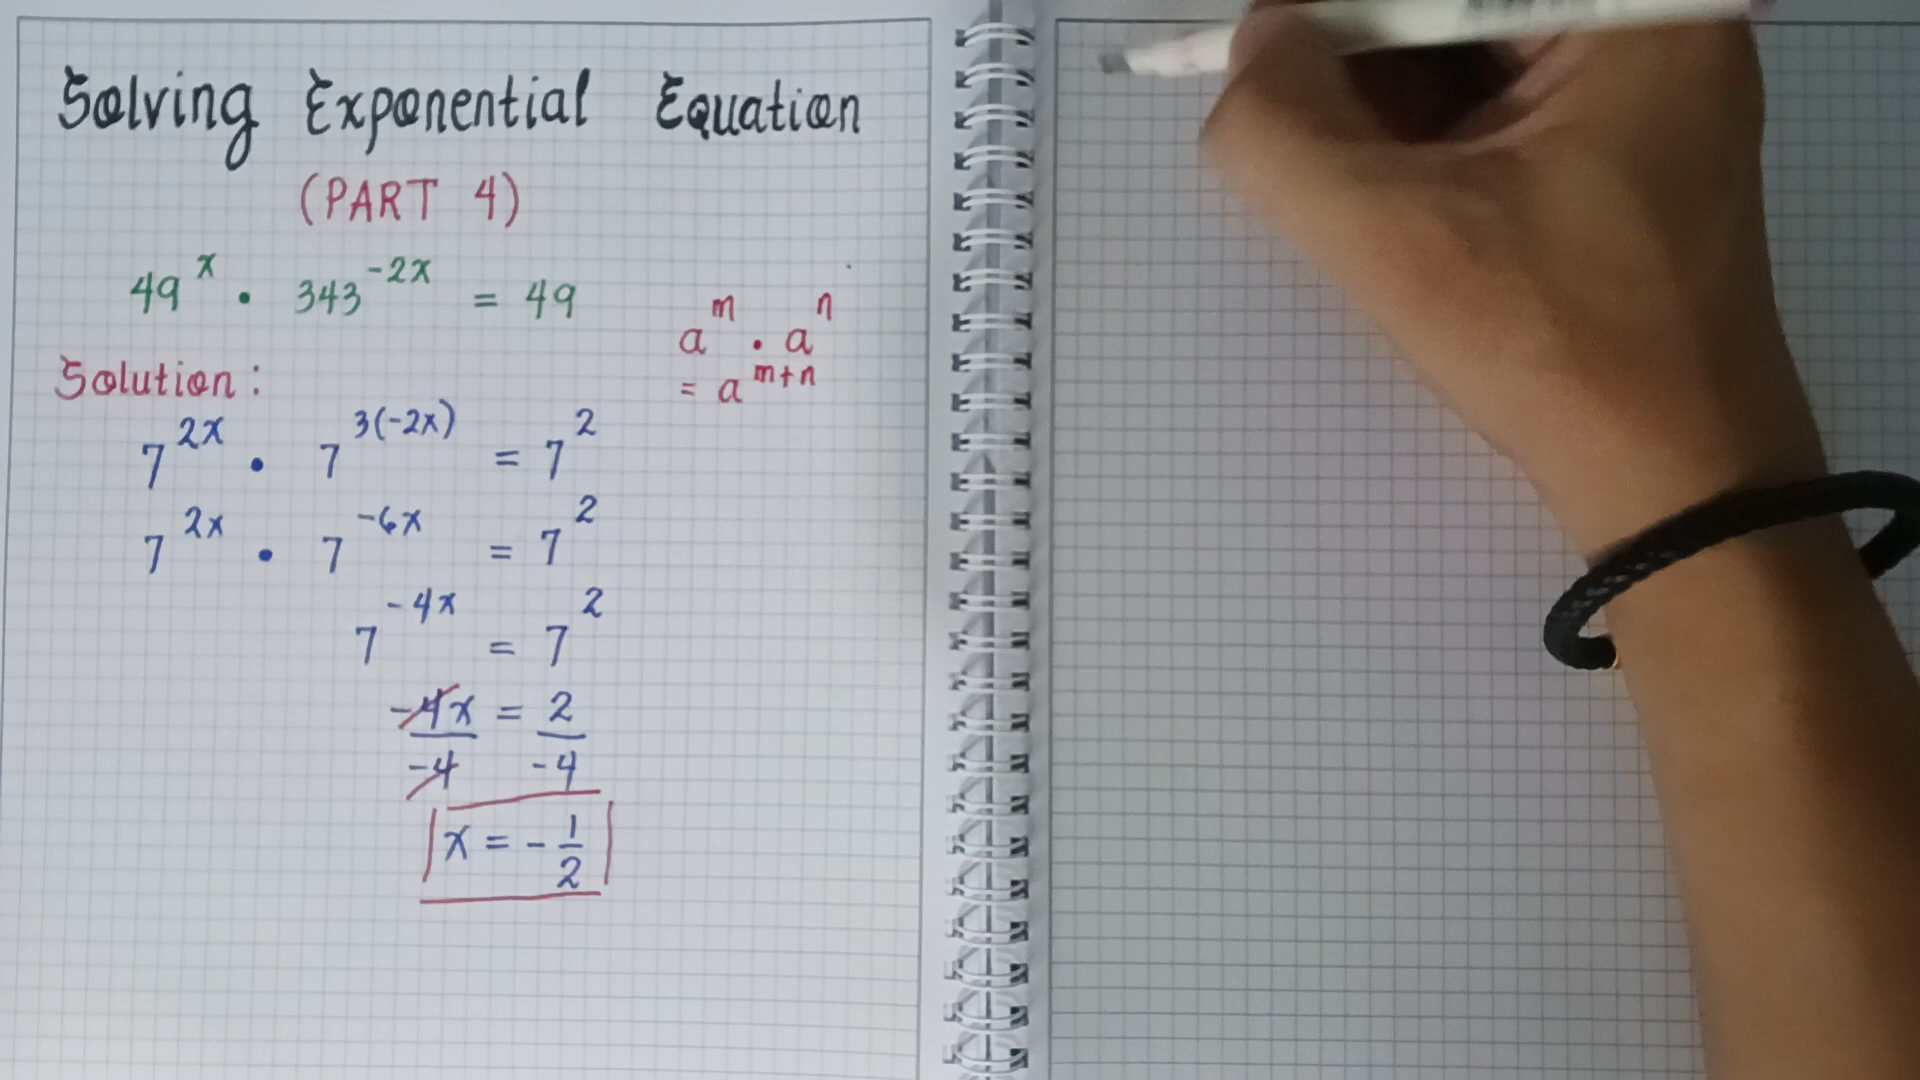 Solving Exponential Equation
(PART 4)
49^x · 343^{-2x} = 49
a^m · a^n
= a^{m+n}
Solution:
7^{2x} · 7^{3(-2x)} = 7^2
7^{2x} · 7^{-6x} = 7^2
7^{-4x} = 7^2
-4x = 2
-4 -4
x = -1/2